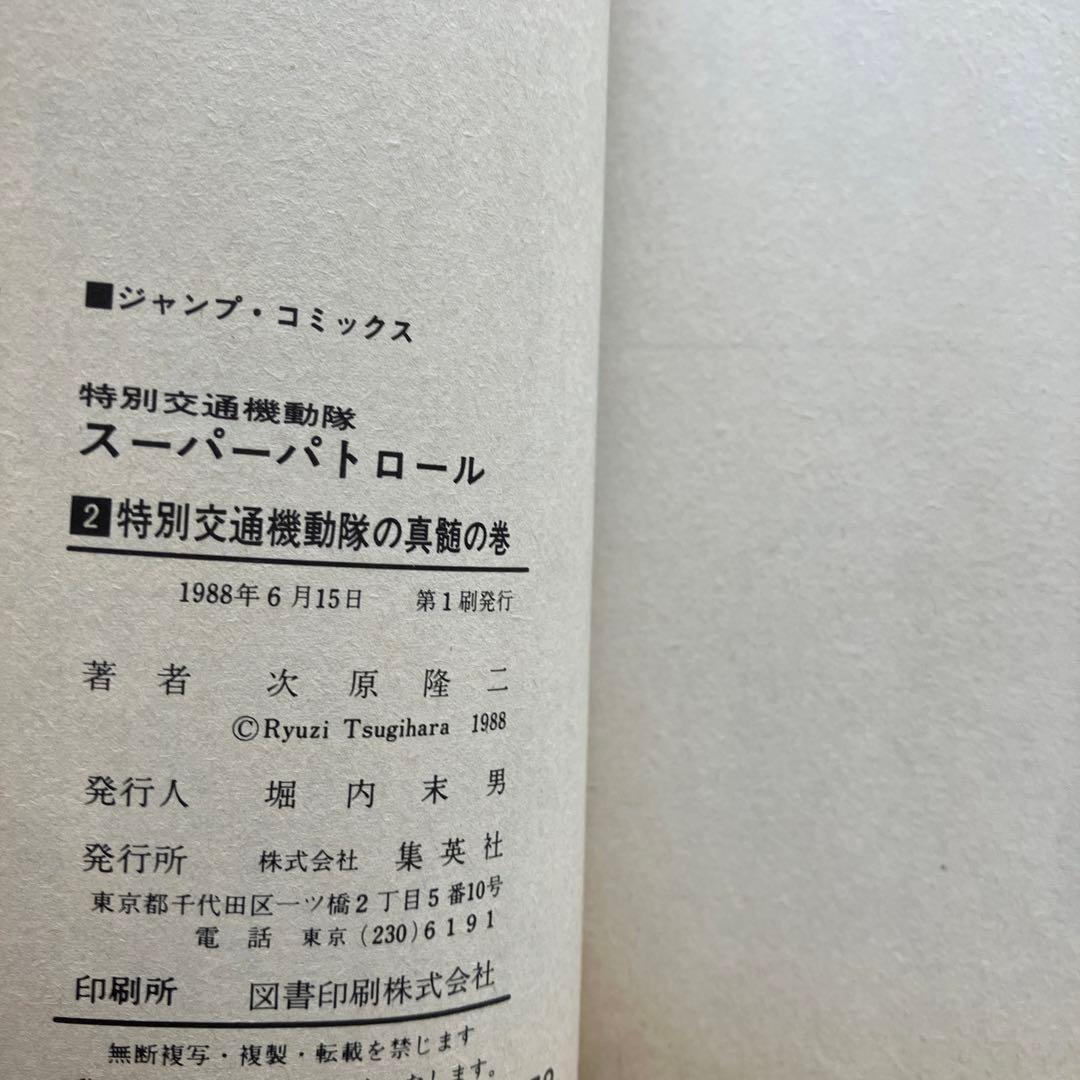 ■ジャンプ・コミックス
特別交通機動隊
スーパーパトロール
2 特別交通機動隊の真髄の巻
1988年6月15日 第1刷発行
著者 次原隆二
©Ryuzi Tsugihara 1988
発行人 堀内末男
発行所 株式会社 集英社
東京都千代田区一ツ橋2丁目5番10号
電話 東京(230)6191
印刷所 図書印刷株式会社
無断複写・複製・転載を禁じます
します。